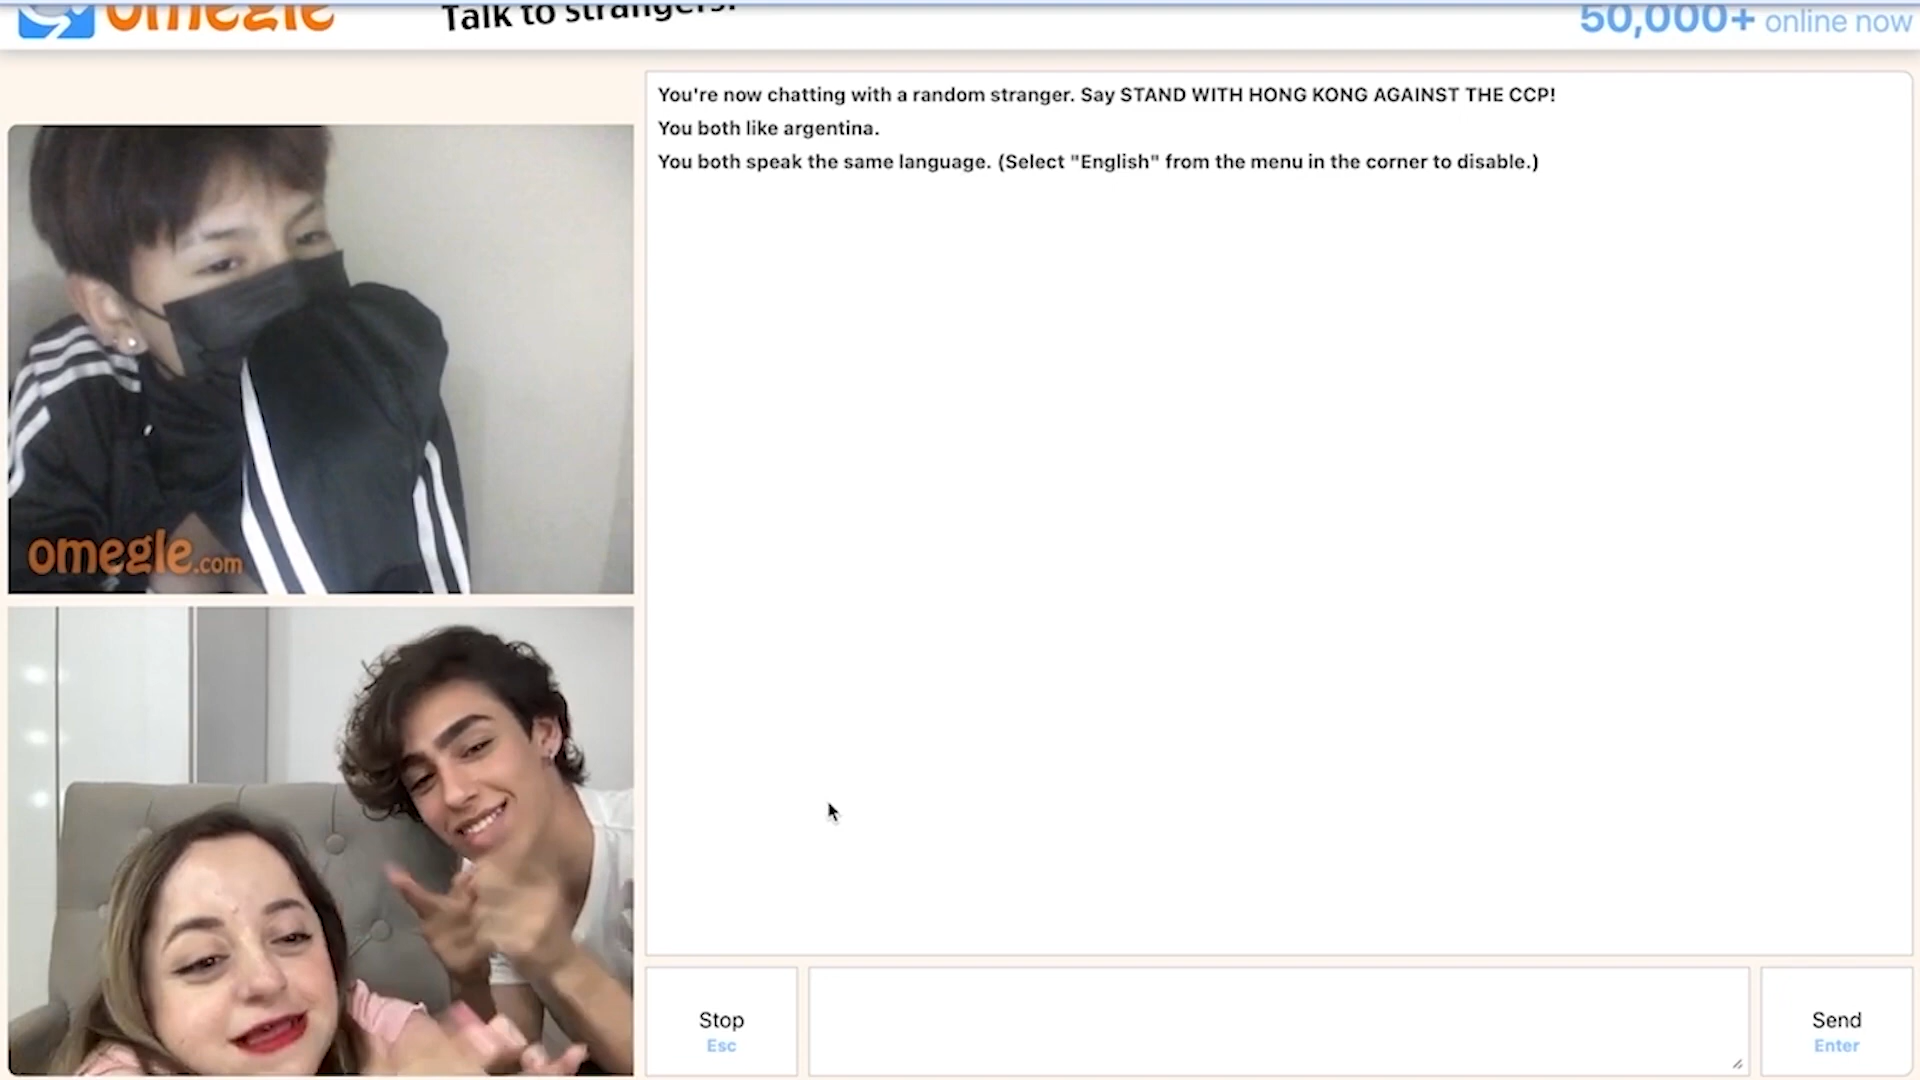 omegle
Talk to strangers!
50,000+ online now
You're now chatting with a random stranger. Say STAND WITH HONG KONG AGAINST THE CCP!
You both like argentina.
You both speak the same language. (Select "English" from the menu in the corner to disable.)
omegle.com
Stop
Esc
Send
Enter